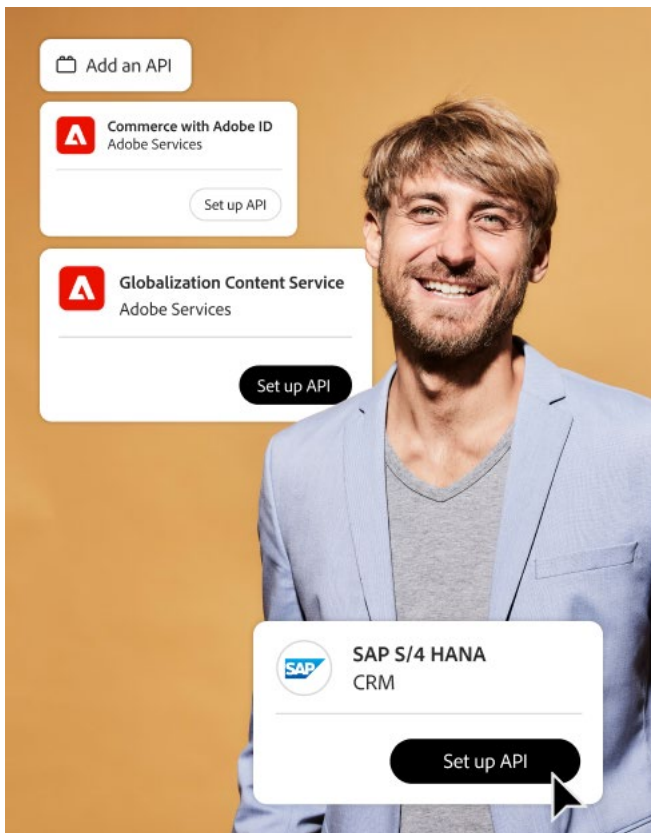 Add an API
Commerce with Adobe ID
Adobe Services
Set up API
Globalization Content Service
Adobe Services
Set up API
SAP
SAP S/4 HANA
CRM
Set up API